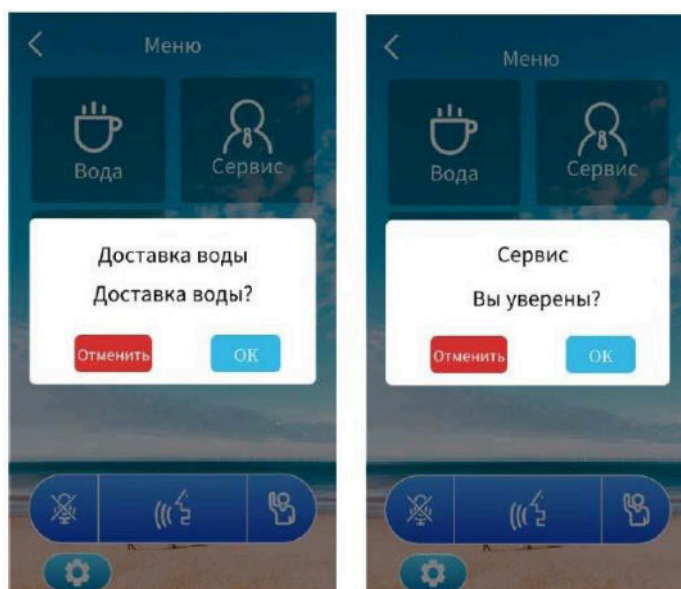 Меню
Вода
Сервис
Доставка воды
Доставка воды?
Отменить
OK
Меню
Вода
Сервис
Сервис
Вы уверены?
Отменить
OK